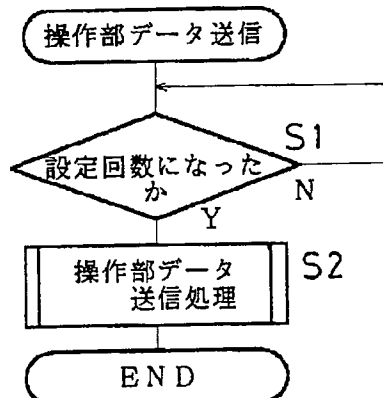 操作部データ送信
S1
設定回数になった
か
N
Y
操作部データ
送信処理
S2
END